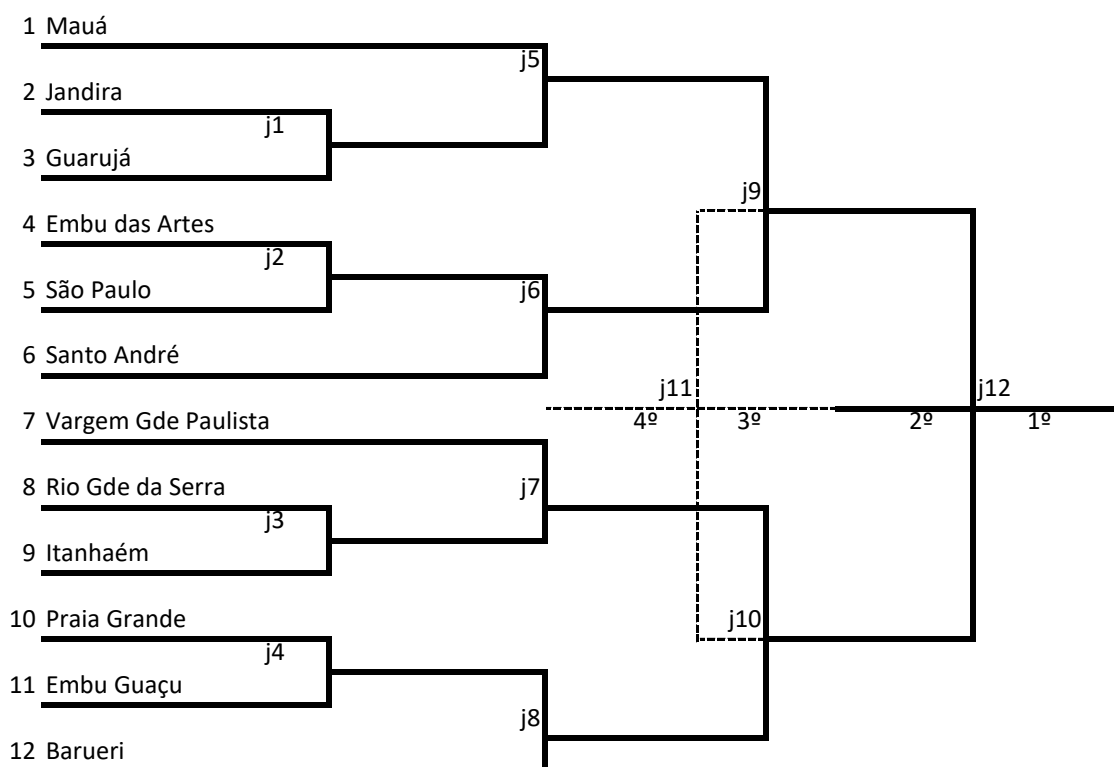 1 Mauá
j5
2 Jandira
j1
3 Guarujá
j9
4 Embu das Artes
j2
5 São Paulo
j6
6 Santo André
j11
j12
7 Vargem Gde Paulista
4º
3º
2º
1º
8 Rio Gde da Serra
j7
j3
9 Itanhaém
10 Praia Grande
j10
j4
11 Embu Guaçu
j8
12 Barueri